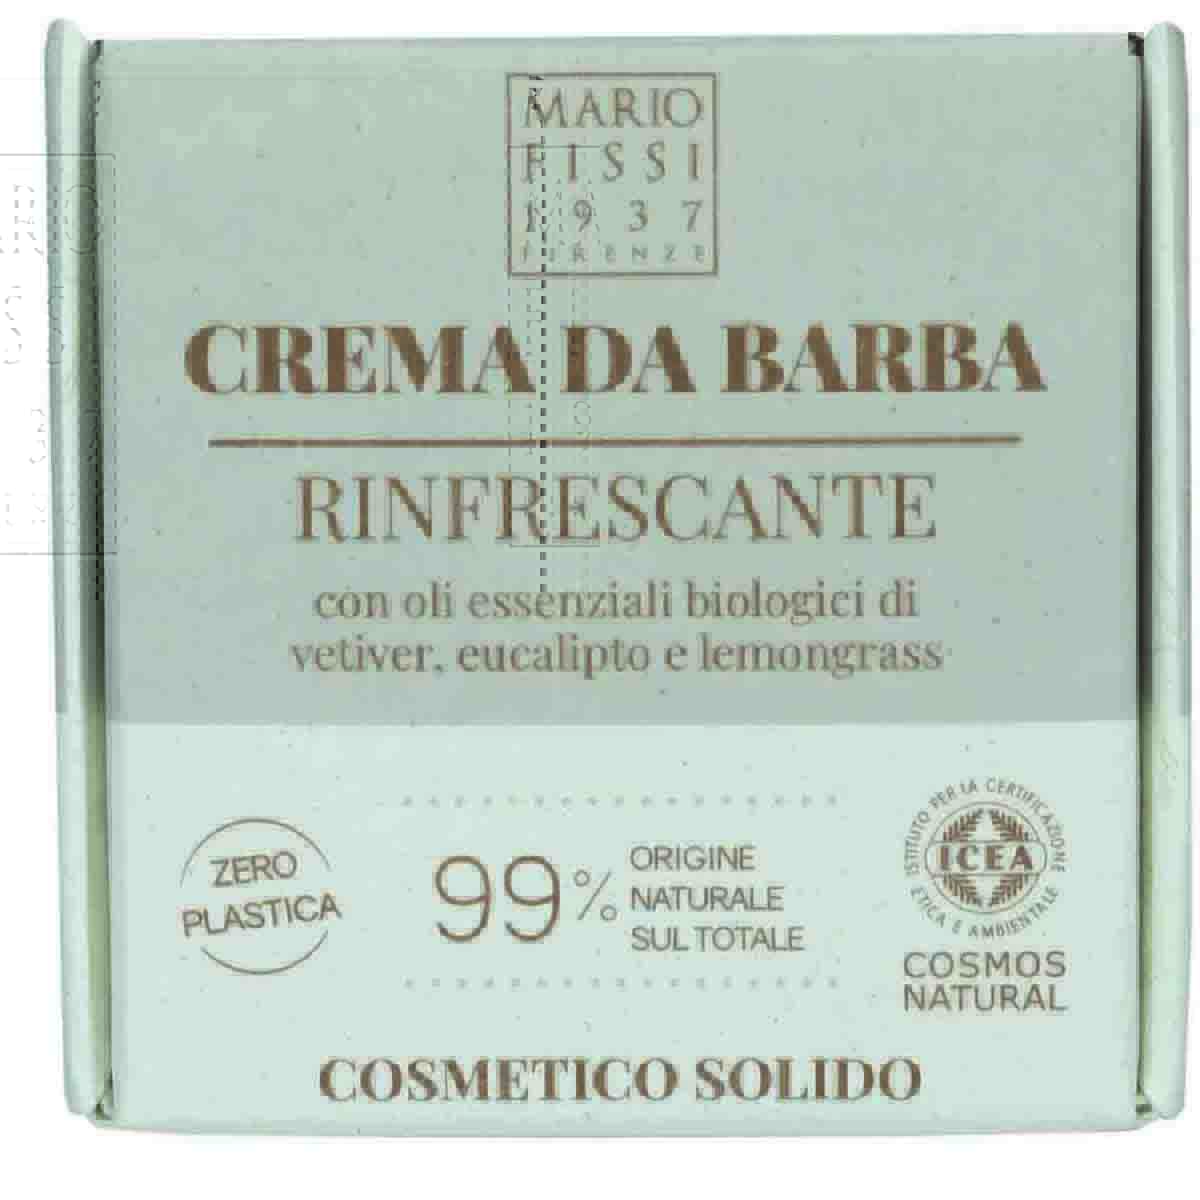 MARIO
FISSI
1937
FIRENZE
CREMA DA BARBA
RINFRESCANTE
con oli essenziali biologici di
vetiver, eucalipto e lemongrass
ZERO
PLASTICA
99%
ORIGINE
NATURALE
SUL TOTALE
ISTITUTO PER LA CERTIFICAZIONE
ICEA
ETICA E AMBIENTALE
COSMOS
NATURAL
COSMETICO SOLIDO